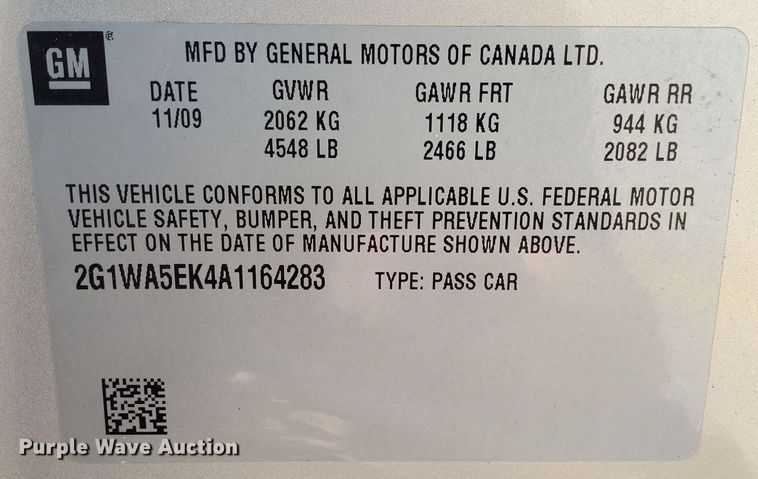 GM®
MFD BY GENERAL MOTORS OF CANADA LTD.
DATE GVWR GAWR FRT GAWR RR
11/09 2062 KG 1118 KG 944 KG
4548 LB 2466 LB 2082 LB
THIS VEHICLE CONFORMS TO ALL APPLICABLE U.S. FEDERAL MOTOR
VEHICLE SAFETY, BUMPER, AND THEFT PREVENTION STANDARDS IN
EFFECT ON THE DATE OF MANUFACTURE SHOWN ABOVE.
2G1WA5EK4A1164283 TYPE: PASS CAR
Purple Wave Auction